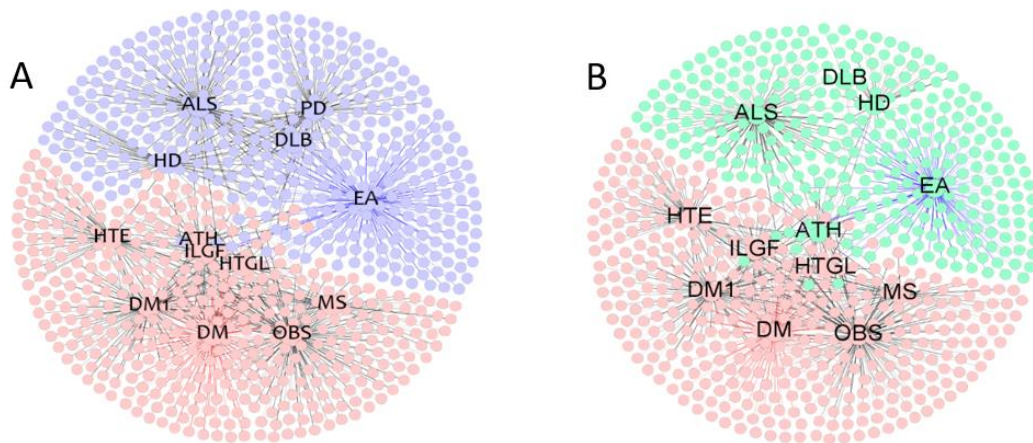 A
ALS
PD
DLB
HD
EA
HTE
ATH
ILGF
HTGL
DM1
MS
DM
OBS
B
DLB
HD
ALS
EA
HTE
ATH
ILGF
HTGL
DM1
MS
DM
OBS